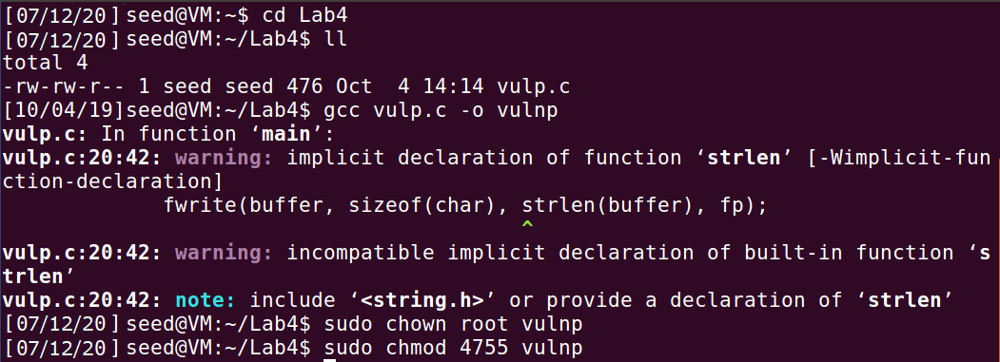 [07/12/20]seed@VM:~$ cd Lab4
[07/12/20]seed@VM:~/Lab4$ ll
total 4
-rw-rw-r-- 1 seed seed 476 Oct  4 14:14 vulp.c
[10/04/19]seed@VM:~/Lab4$ gcc vulp.c -o vulnp
vulp.c: In function ‘main’:
vulp.c:20:42: warning: implicit declaration of function ‘strlen’ [-Wimplicit-fun
ction-declaration]
             fwrite(buffer, sizeof(char), strlen(buffer), fp);
                                          ^
vulp.c:20:42: warning: incompatible implicit declaration of built-in function ‘s
trlen’
vulp.c:20:42: note: include ‘<string.h>’ or provide a declaration of ‘strlen’
[07/12/20]seed@VM:~/Lab4$ sudo chown root vulnp
[07/12/20]seed@VM:~/Lab4$ sudo chmod 4755 vulnp